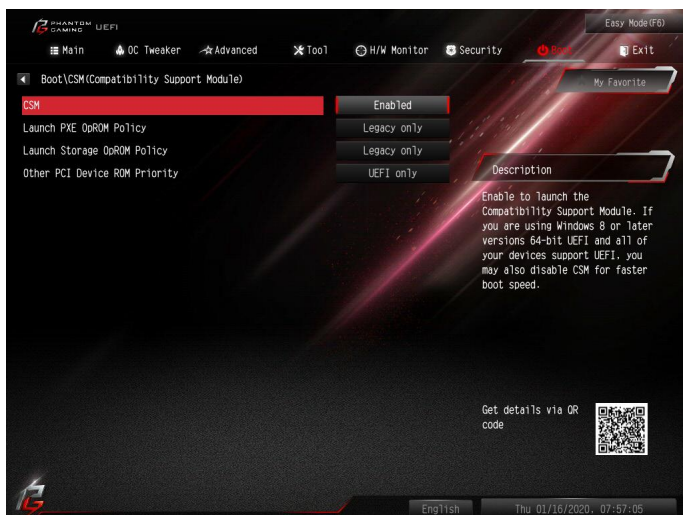 PHANTOM GAMING UEFI
Easy Mode(F6)
Main OC Tweaker Advanced Tool H/W Monitor Security Boot Exit
Boot\CSM(Compatibility Support Module)
My Favorite
CSM Enabled
Launch PXE OpROM Policy Legacy only
Launch Storage OpROM Policy Legacy only
Other PCI Device ROM Priority UEFI only
Description
Enable to launch the
Compatibility Support Module. If
you are using Windows 8 or later
versions 64-bit UEFI and all of
your devices support UEFI, you
may also disable CSM for faster
boot speed.
Get details via QR
code
English
Thu 01/16/2020, 07:57:05